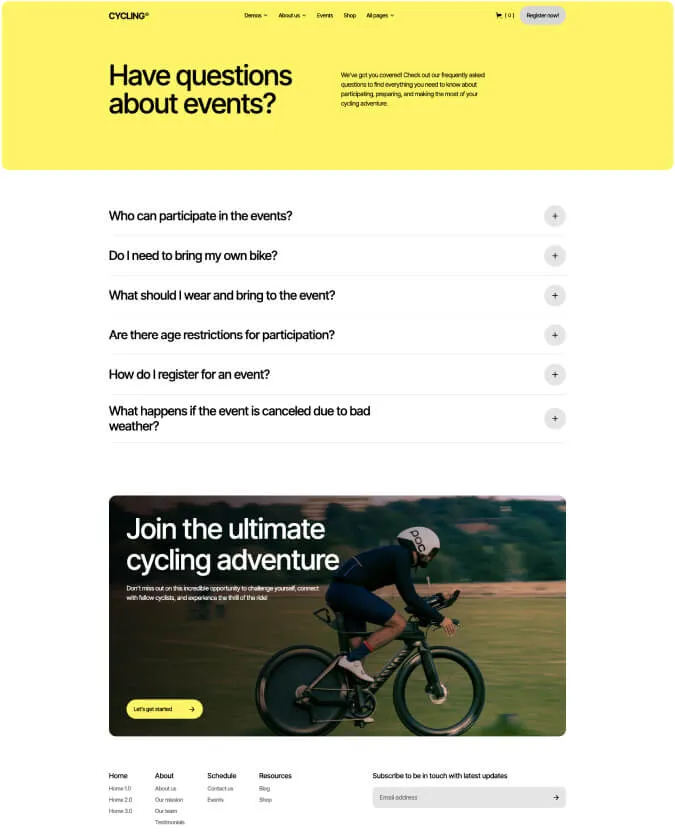 CYCLING®
Demos About us Events Shop All pages [ 0 ] Register now!
Have questions
about events?
We've got you covered! Check out our frequently asked
questions to find everything you need to know about
participating, preparing, and making the most of your
cycling adventure.
Who can participate in the events?
Do I need to bring my own bike?
What should I wear and bring to the event?
Are there age restrictions for participation?
How do I register for an event?
What happens if the event is canceled due to bad
weather?
Join the ultimate
cycling adventure
Don't miss out on this incredible opportunity to challenge yourself, connect
with fellow cyclists, and experience the thrill of the ride!
POC
Let's get started
Home About Schedule Resources Subscribe to be in touch with latest updates
Home 1.0 About us Contact us Blog
Home 2.0 Our mission Events Shop Email address
Home 3.0 Our team
Testimonials